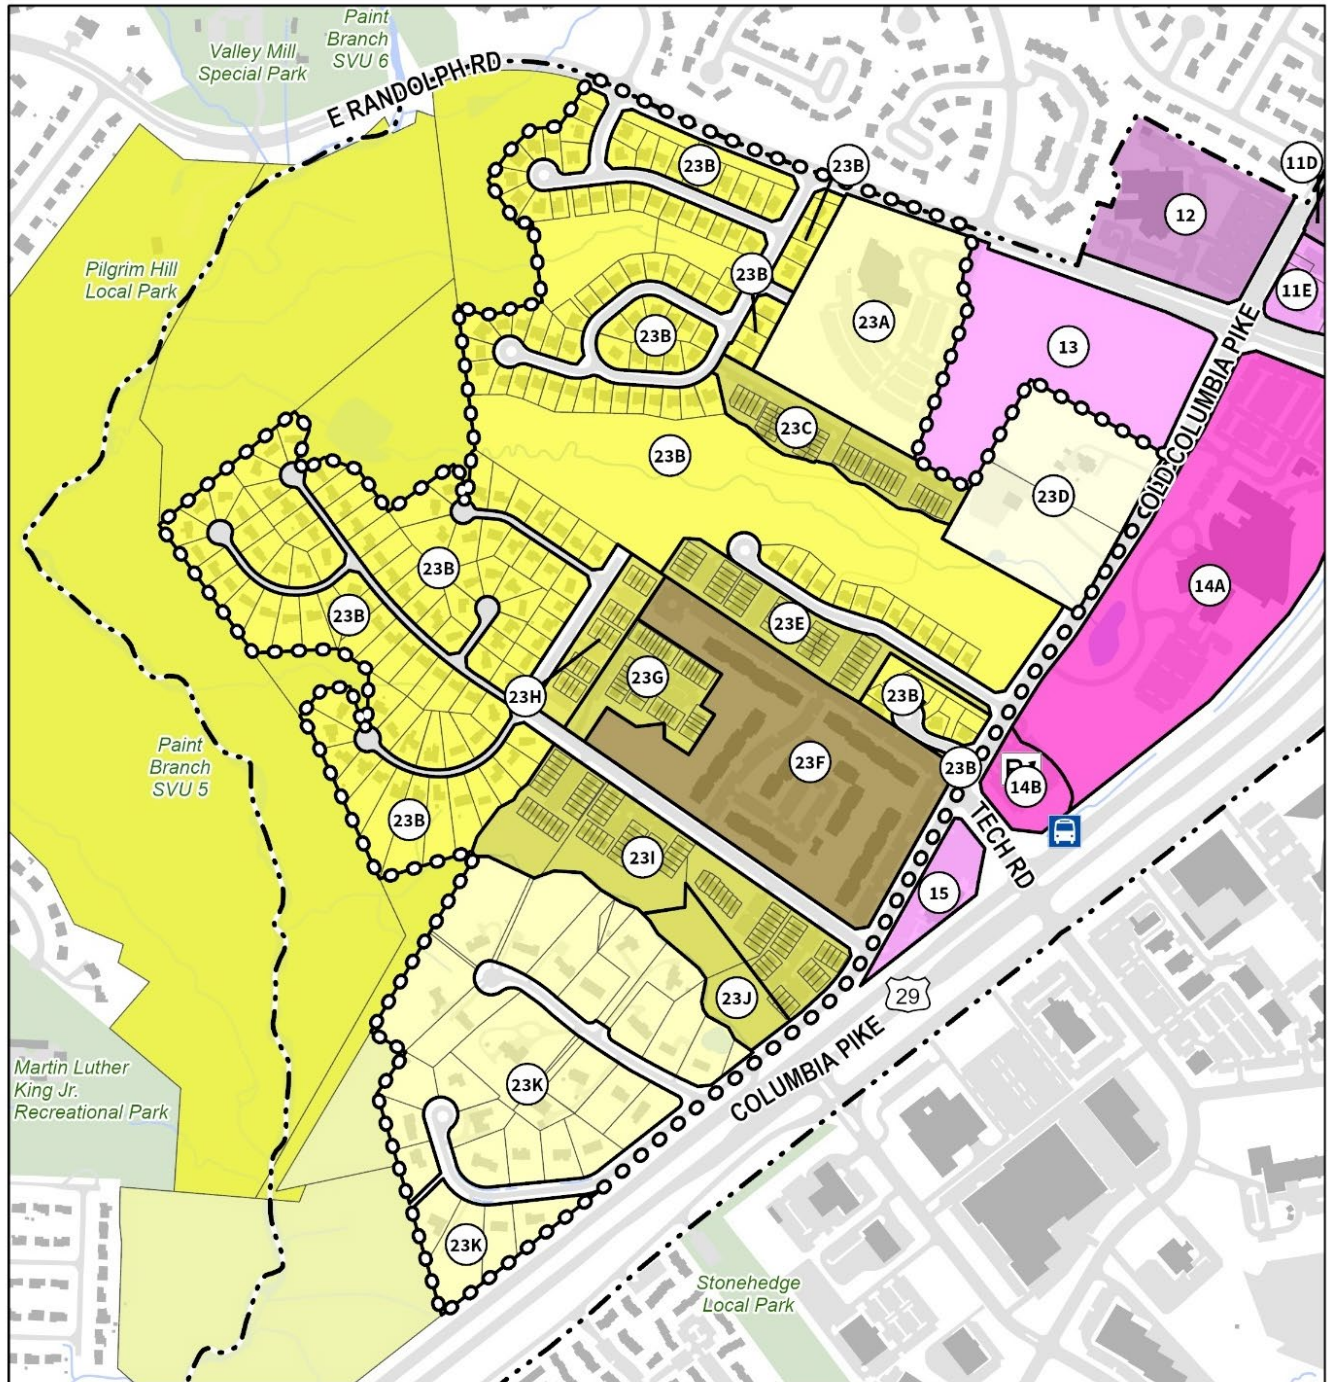 Paint
Branch
SVU 6
Valley Mill
Special Park
E RANDOLPH RD
23B
23B
11D
12
Pilgrim Hill
Local Park
23B
11E
23A
23B
13
OLD COLUMBIA PIKE
23C
23B
23D
23B
14A
23B
23E
23G
23H
23B
Paint
Branch
SVU 5
23F
23B
14B
23B
TECH RD
23I
15
23J
29
COLUMBIA PIKE
Martin Luther
King Jr.
Recreational Park
23K
23K
Stonehedge
Local Park